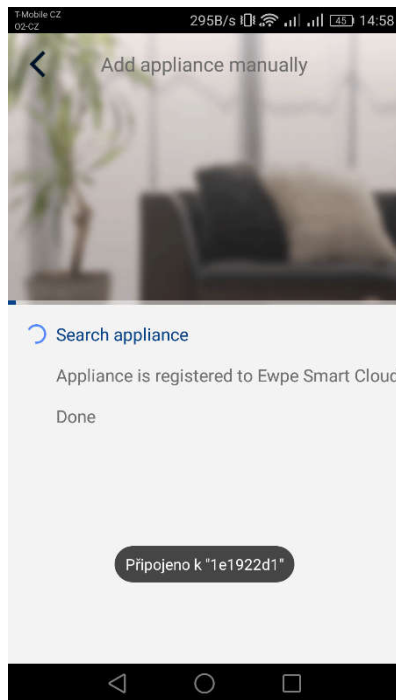 T-Mobile CZ
O2-CZ
295B/s 45 14:58
Add appliance manually
Search appliance
Appliance is registered to Ewpe Smart Cloud
Done
Připojeno k "1e1922d1"